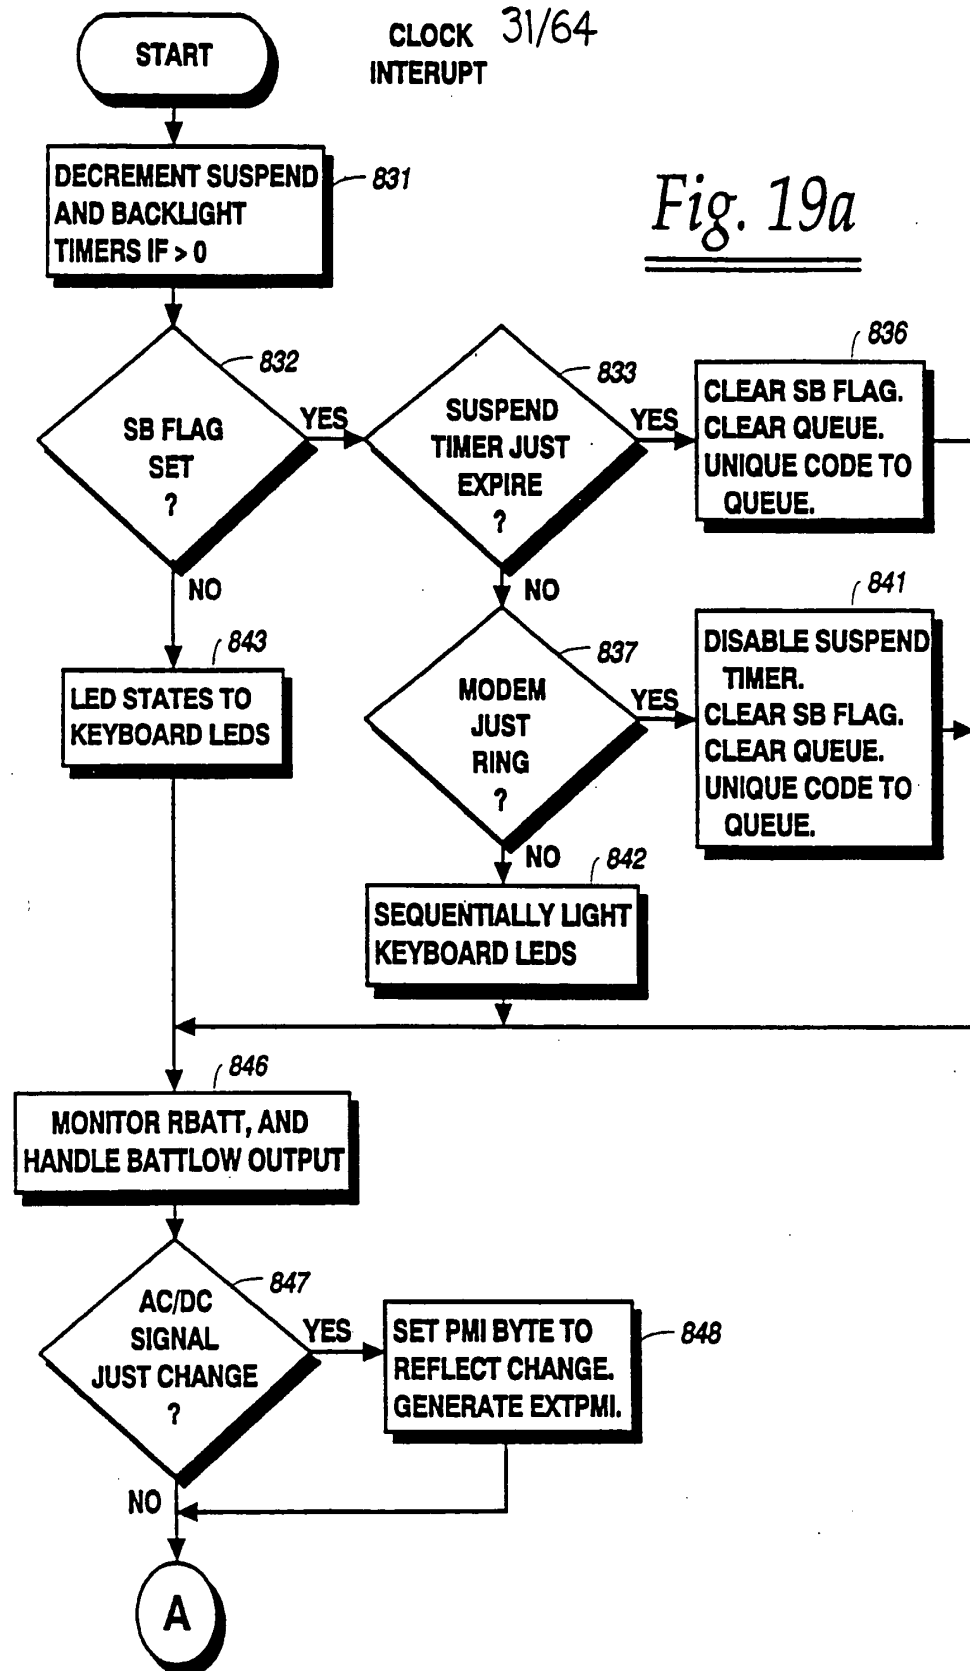 START
CLOCK 31/64
INTERUPT
DECREMENT SUSPEND
AND BACKLIGHT
TIMERS IF > 0
831
Fig. 19a
832
SB FLAG
SET
?
YES
NO
833
SUSPEND
TIMER JUST
EXPIRE
?
YES
NO
836
CLEAR SB FLAG.
CLEAR QUEUE.
UNIQUE CODE TO
QUEUE.
843
LED STATES TO
KEYBOARD LEDS
837
MODEM
JUST
RING
?
YES
NO
841
DISABLE SUSPEND
TIMER.
CLEAR SB FLAG.
CLEAR QUEUE.
UNIQUE CODE TO
QUEUE.
842
SEQUENTIALLY LIGHT
KEYBOARD LEDS
846
MONITOR RBATT, AND
HANDLE BATTLOW OUTPUT
847
AC/DC
SIGNAL
JUST CHANGE
?
YES
NO
SET PMI BYTE TO
REFLECT CHANGE.
GENERATE EXTPMI.
848
A